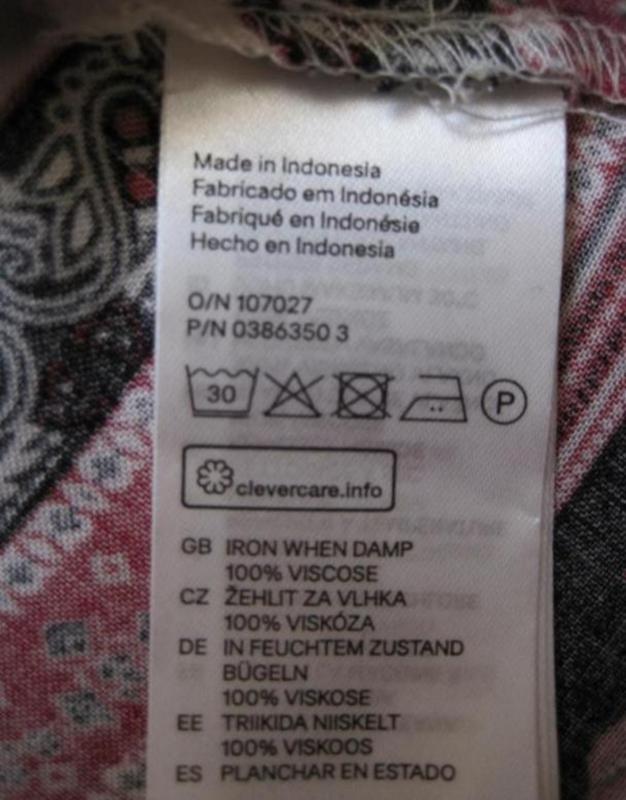 Made in Indonesia
Fabricado em Indonésia
Fabriqué en Indonésie
Hecho en Indonesia
O/N 107027
P/N 0386350 3
30 P
clevercare.info
GB IRON WHEN DAMP
100% VISCOSE
CZ ŽEHLIT ZA VLHKA
100% VISKÓZA
DE IN FEUCHTEM ZUSTAND
BÜGELN
100% VISKOSE
EE TRIIKIDA NIISKELT
100% VISKOOS
ES PLANCHAR EN ESTADO